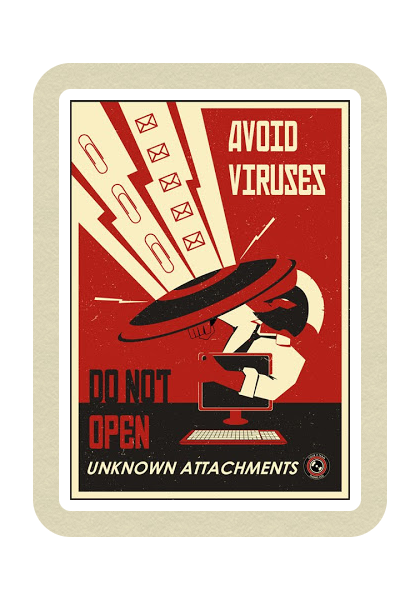 AVOID
VIRUSES
DO NOT
OPEN
UNKNOWN ATTACHMENTS